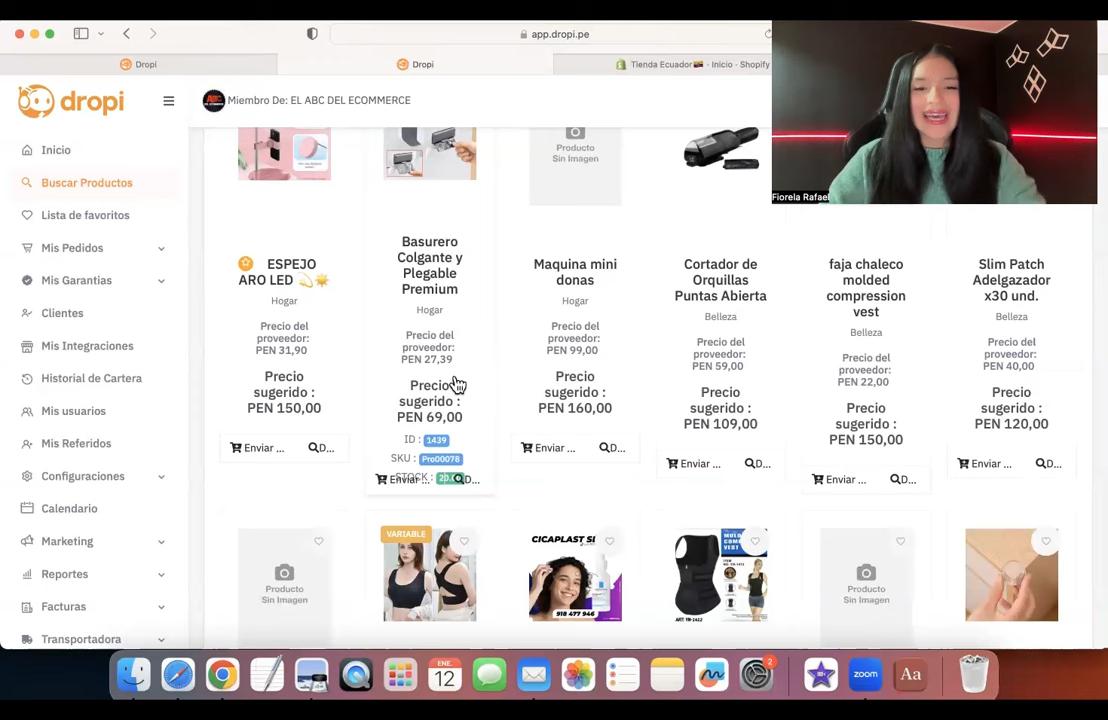 app.dropi.pe
Dropi
Dropi
Tienda Ecuador🇪🇨 · Inicio · Shopify
dropi
Miembro De: EL ABC DEL ECOMMERCE
Fiorela Rafael
Inicio
Buscar Productos
Lista de favoritos
Mis Pedidos
Mis Garantias
Clientes
Mis Integraciones
Historial de Cartera
Mis usuarios
Mis Referidos
Configuraciones
Calendario
Marketing
Reportes
Facturas
Transportadora
ESPEJO
ARO LED 💫☀️
Hogar
Precio del
proveedor:
PEN 31,90
Precio
sugerido :
PEN 150,00
Enviar ...
D...
Basurero
Colgante y
Plegable
Premium
Hogar
Precio del
proveedor:
PEN 27,39
Precio
sugerido :
PEN 69,00
ID : 1439
SKU : Pro00078
STOCK :
Enviar ...
D...
Producto
Sin Imagen
Maquina mini
donas
Hogar
Precio del
proveedor:
PEN 99,00
Precio
sugerido :
PEN 160,00
Enviar ...
D...
Cortador de
Orquillas
Puntas Abierta
Belleza
Precio del
proveedor:
PEN 59,00
Precio
sugerido :
PEN 109,00
Enviar ...
D...
faja chaleco
molded
compression
vest
Belleza
Precio del
proveedor:
PEN 22,00
Precio
sugerido :
PEN 150,00
Enviar ...
D...
Slim Patch
Adelgazador
x30 und.
Belleza
Precio del
proveedor:
PEN 40,00
Precio
sugerido :
PEN 120,00
Enviar ...
D...
Producto
Sin Imagen
VARIABLE
CICAPLAST
918 477 946
Producto
Sin Imagen
ENE.
12
2
zoom
Aa